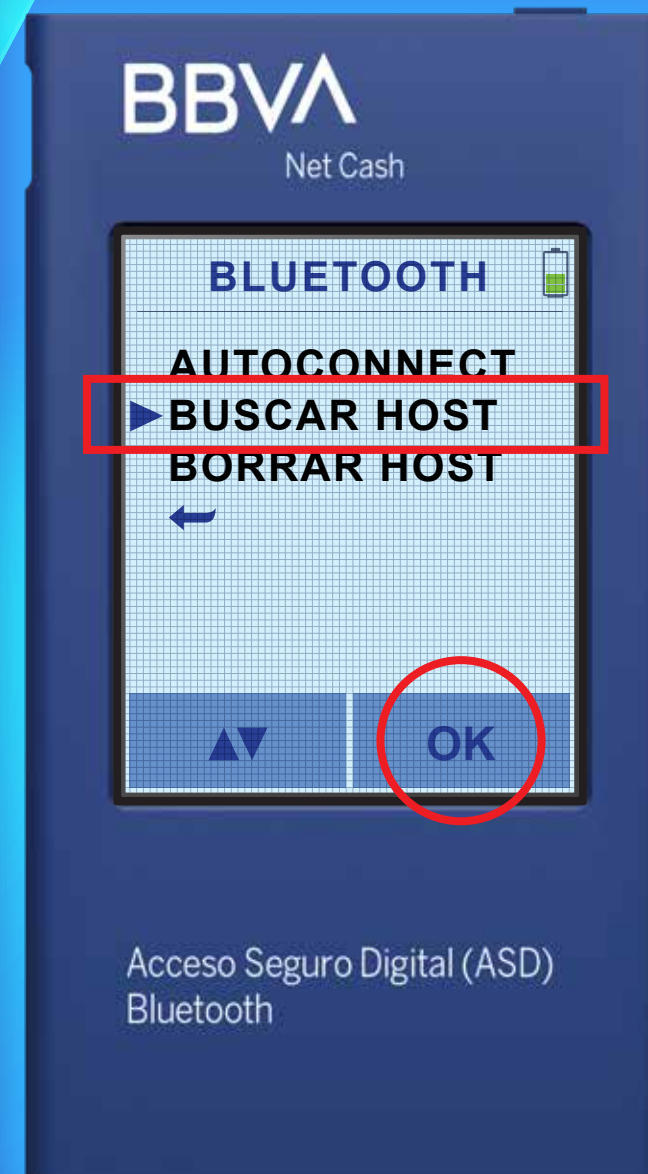 BBVA
Net Cash
BLUETOOTH
AUTOCONNECT
BUSCAR HOST
BORRAR HOST
OK
Acceso Seguro Digital (ASD)
Bluetooth